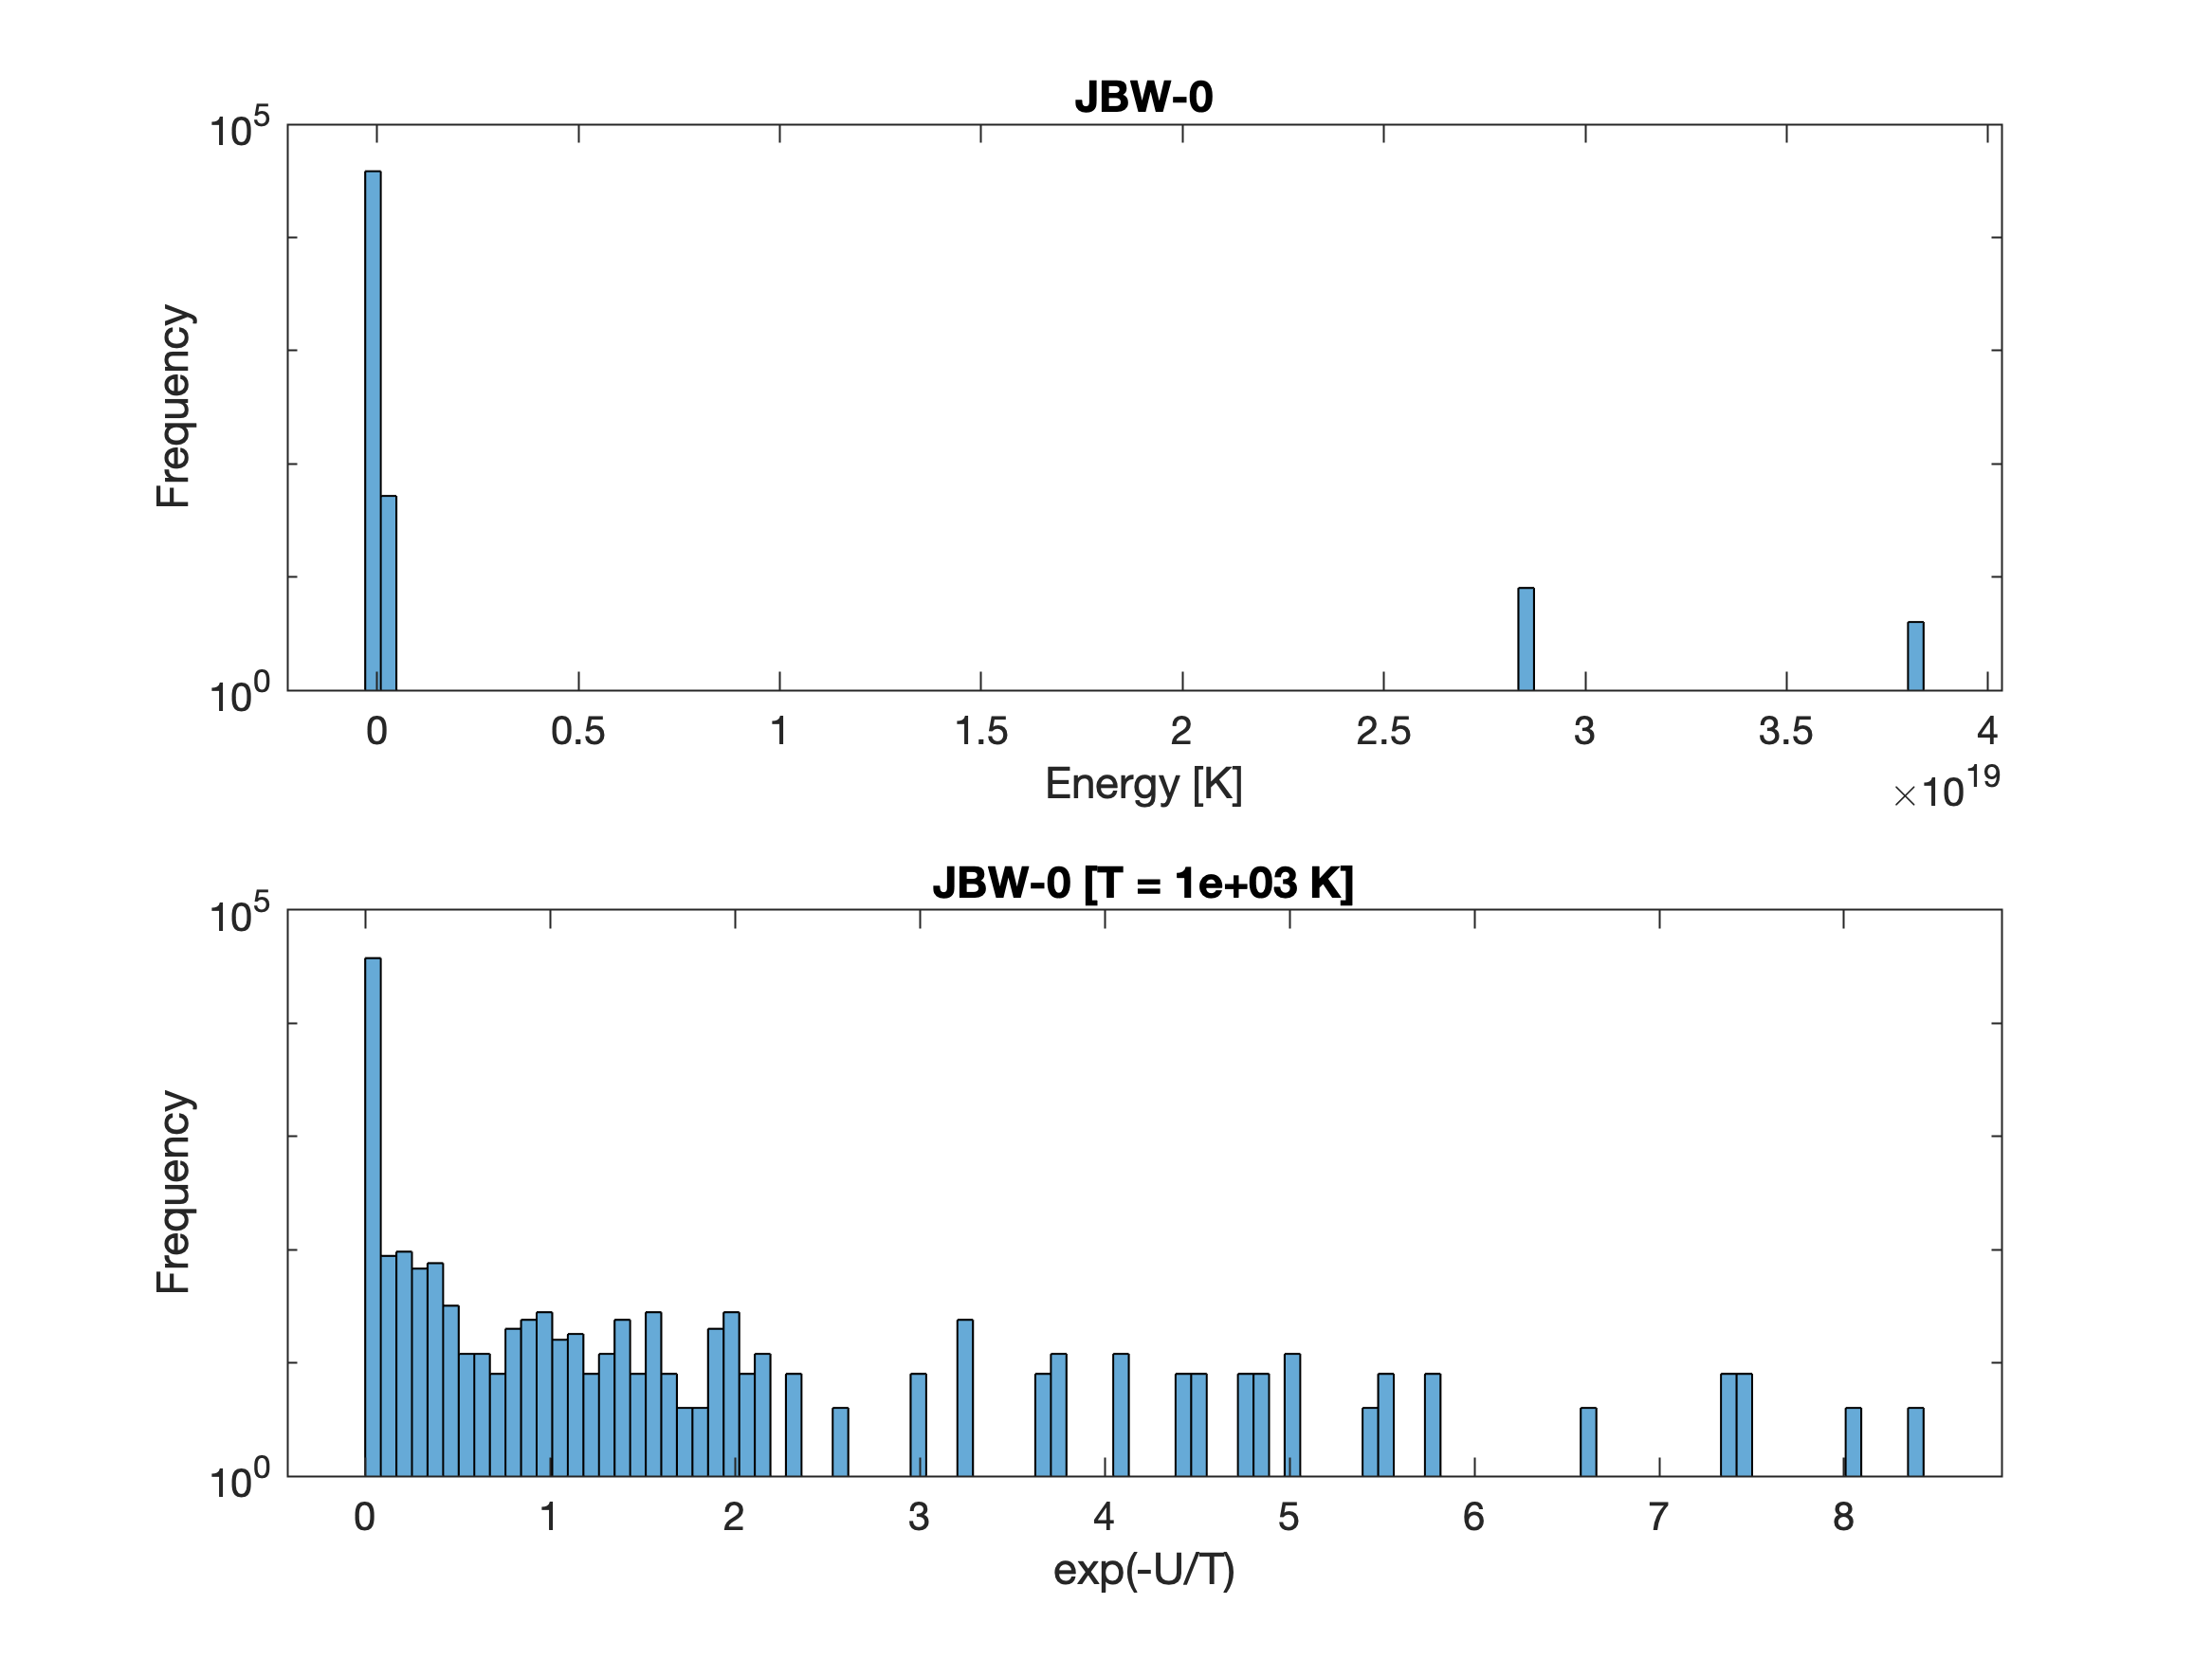 JBW-0
10^5
Frequency
10^0
0 0.5 1 1.5 2 2.5 3 3.5 4
Energy [K]
×10^19
JBW-0 [T = 1e+03 K]
10^5
Frequency
10^0
0 1 2 3 4 5 6 7 8
exp(-U/T)